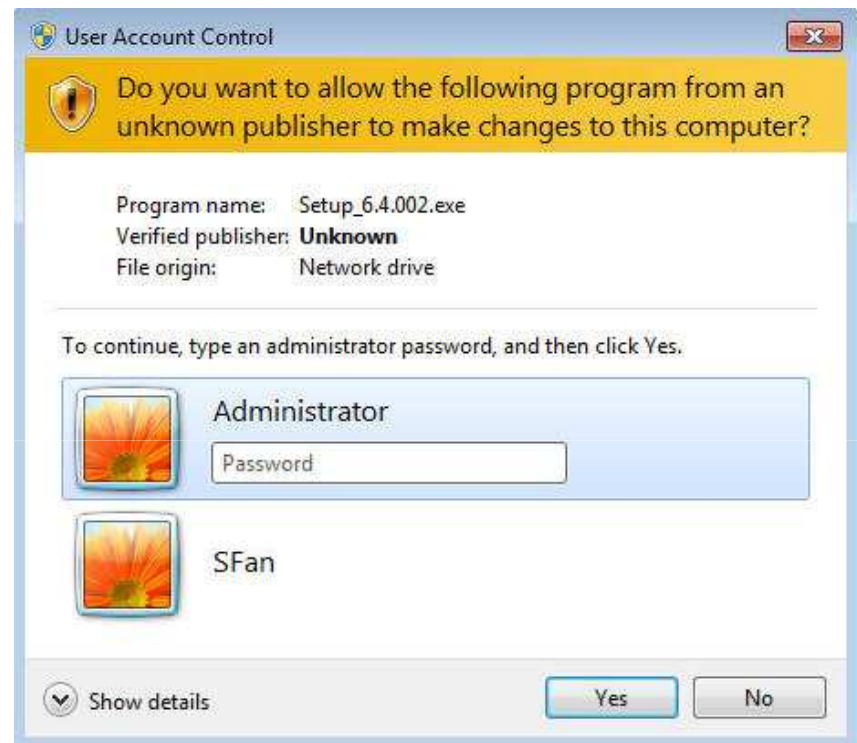 User Account Control
Do you want to allow the following program from an
unknown publisher to make changes to this computer?
Program name: Setup_6.4.002.exe
Verified publisher: Unknown
File origin: Network drive
To continue, type an administrator password, and then click Yes.
Administrator
Password
SFan
Show details
Yes No